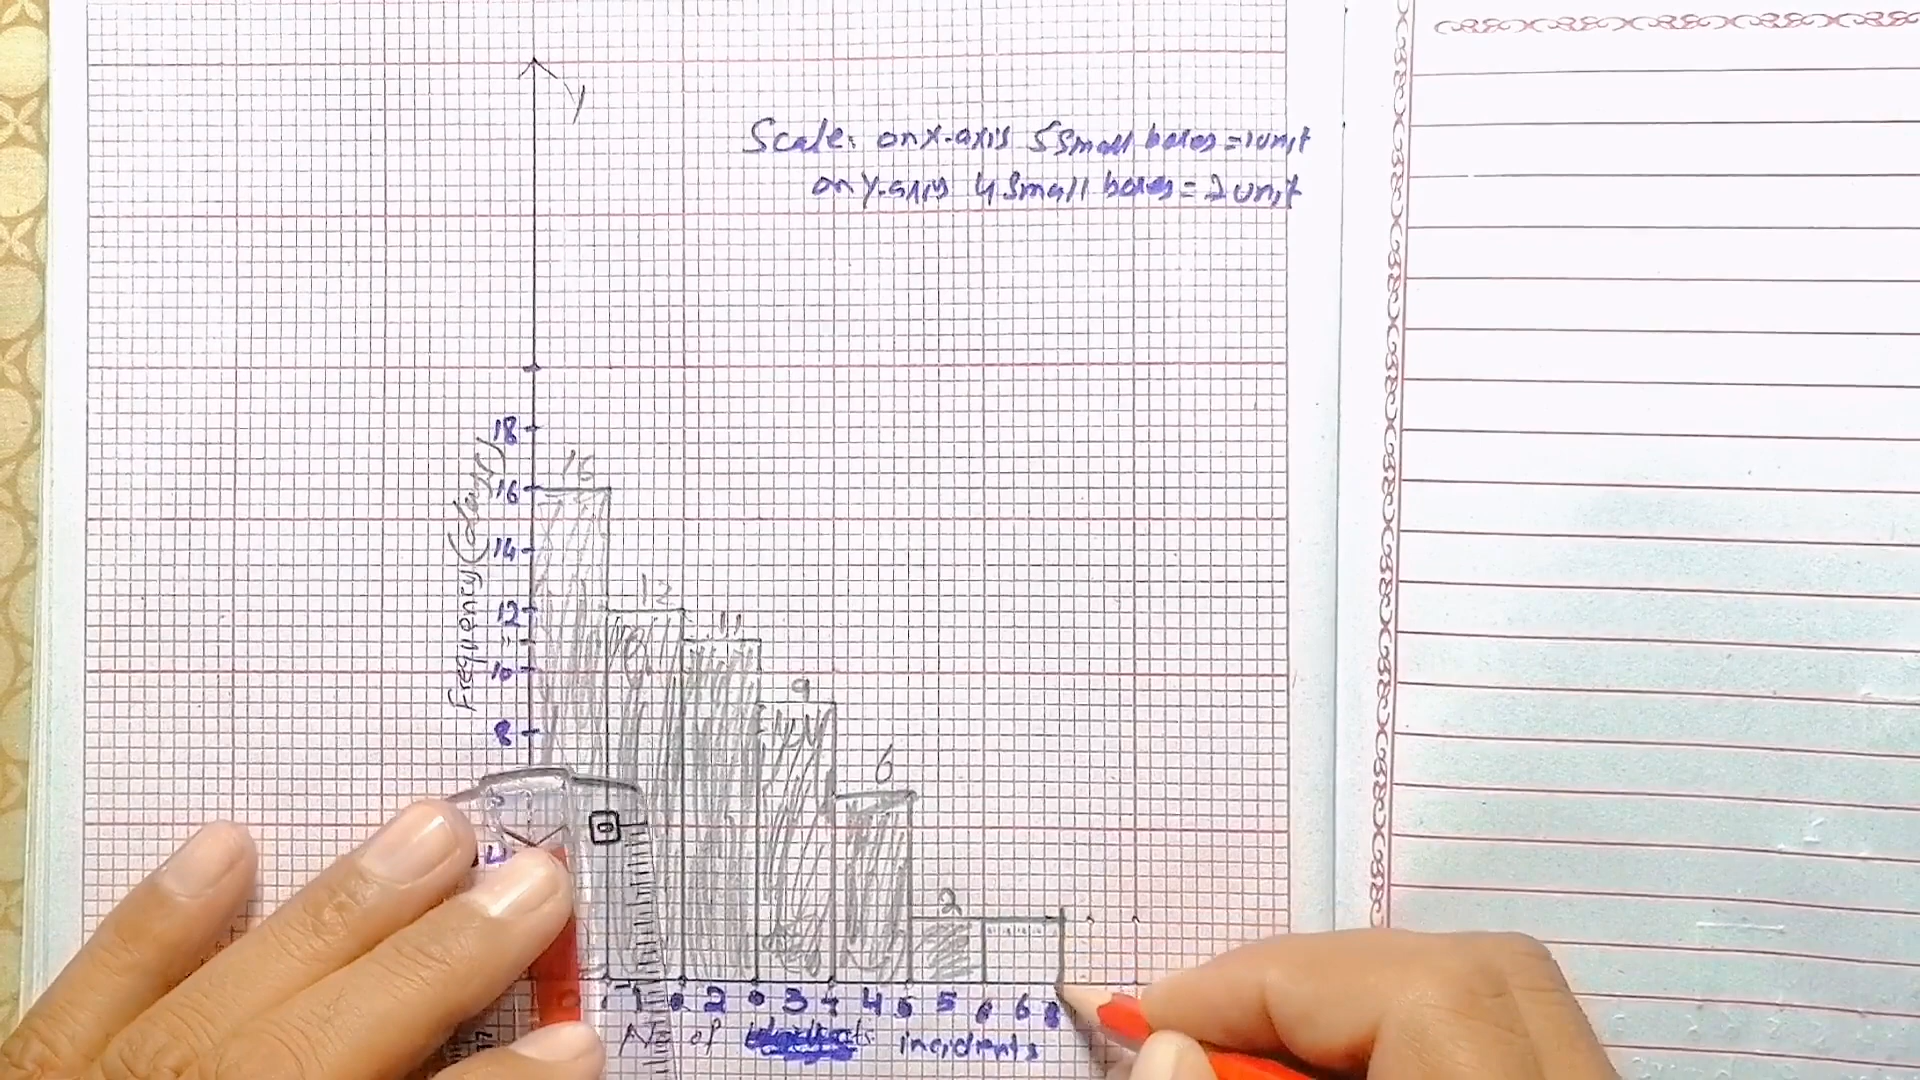 Y
Scale: on x-axis 5 small boxes = 1 unit
on y-axis 4 small boxes = 2 unit
18
16
16
14
12
12
11
10
9
8
6
2
Frequency (days)
0
0 1 2 3 4 5 6
No of incidents